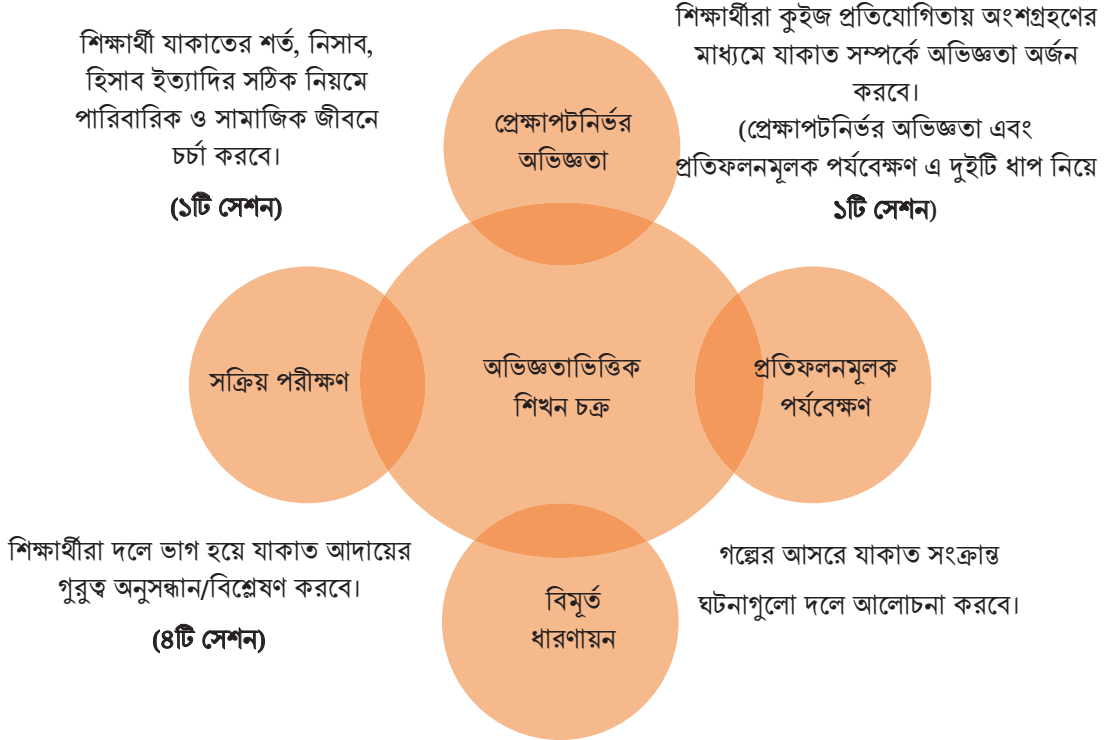 শিক্ষার্থী যাকাতের শর্ত, নিসাব,
হিসাব ইত্যাদির সঠিক নিয়মে
পারিবারিক ও সামাজিক জীবনে
চর্চা করবে।
(১টি সেশন)
প্রেক্ষাপটনির্ভর
অভিজ্ঞতা
শিক্ষার্থীরা কুইজ প্রতিযোগিতায় অংশগ্রহণের
মাধ্যমে যাকাত সম্পর্কে অভিজ্ঞতা অর্জন
করবে।
(প্রেক্ষাপটনির্ভর অভিজ্ঞতা এবং
প্রতিফলনমূলক পর্যবেক্ষণ এ দুইটি ধাপ নিয়ে
১টি সেশন)
সক্রিয় পরীক্ষণ
অভিজ্ঞতাভিত্তিক
শিখন চক্র
প্রতিফলনমূলক
পর্যবেক্ষণ
শিক্ষার্থীরা দলে ভাগ হয়ে যাকাত আদায়ের
গুরুত্ব অনুসন্ধান/বিশ্লেষণ করবে।
(৪টি সেশন)
বিমূর্ত
ধারণায়ন
গল্পের আসরে যাকাত সংক্রান্ত
ঘটনাগুলো দলে আলোচনা করবে।